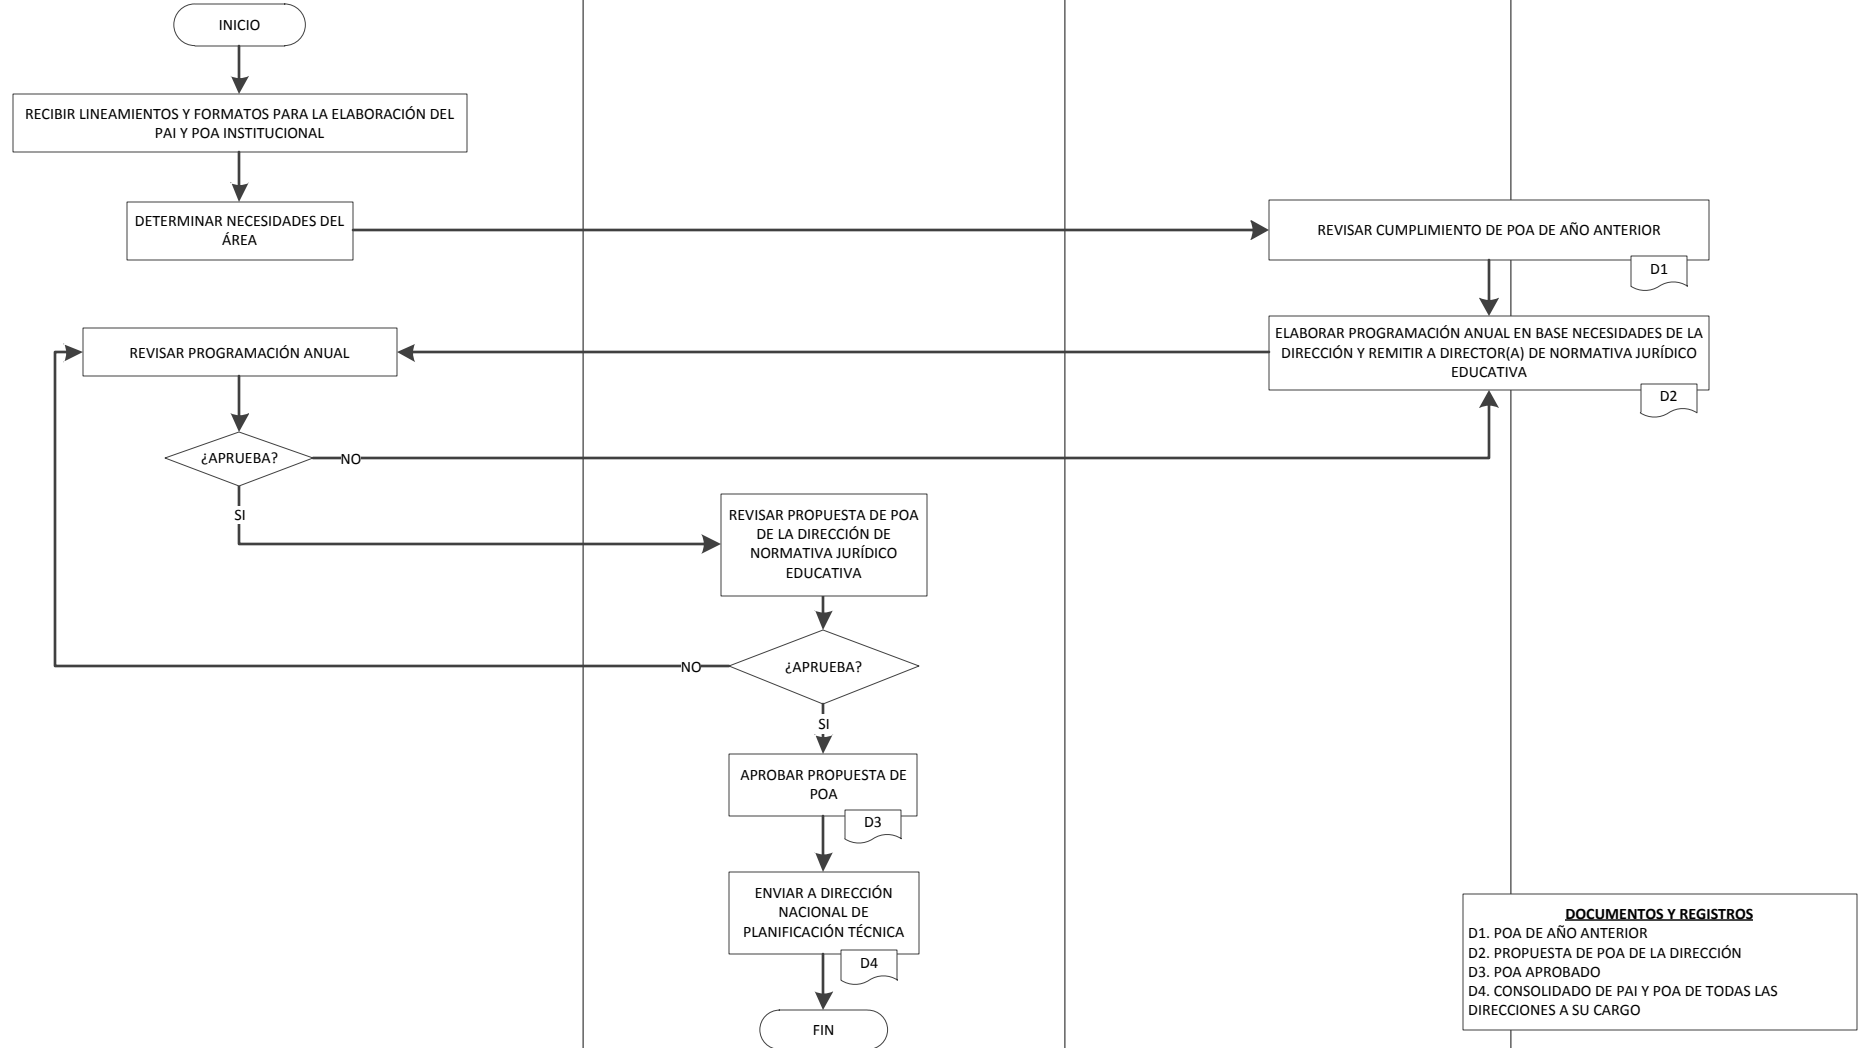 INICIO
RECIBIR LINEAMIENTOS Y FORMATOS PARA LA ELABORACIÓN DEL
PAI Y POA INSTITUCIONAL
DETERMINAR NECESIDADES DEL
ÁREA
REVISAR CUMPLIMIENTO DE POA DE AÑO ANTERIOR
D1
ELABORAR PROGRAMACIÓN ANUAL EN BASE NECESIDADES DE LA
DIRECCIÓN Y REMITIR A DIRECTOR(A) DE NORMATIVA JURÍDICO
EDUCATIVA
D2
REVISAR PROGRAMACIÓN ANUAL
¿APRUEBA?
NO
SI
REVISAR PROPUESTA DE POA
DE LA DIRECCIÓN DE
NORMATIVA JURÍDICO
EDUCATIVA
¿APRUEBA?
NO
SI
APROBAR PROPUESTA DE
POA
D3
ENVIAR A DIRECCIÓN
NACIONAL DE
PLANIFICACIÓN TÉCNICA
D4
FIN
DOCUMENTOS Y REGISTROS
D1. POA DE AÑO ANTERIOR
D2. PROPUESTA DE POA DE LA DIRECCIÓN
D3. POA APROBADO
D4. CONSOLIDADO DE PAI Y POA DE TODAS LAS
DIRECCIONES A SU CARGO